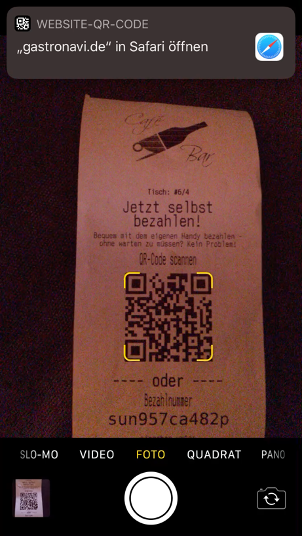 WEBSITE-QR-CODE
„gastronavi.de“ in Safari öffnen
Café
Bar
Tisch: #6/4
Jetzt selbst
bezahlen!
Bequem mit dem eigenen Handy bezahlen -
ohne warten zu müssen? Kein Problem!
QR-Code scannen
---- oder ----
Bezahlnummer
sun957ca482p
SLO-MO VIDEO FOTO QUADRAT PANO